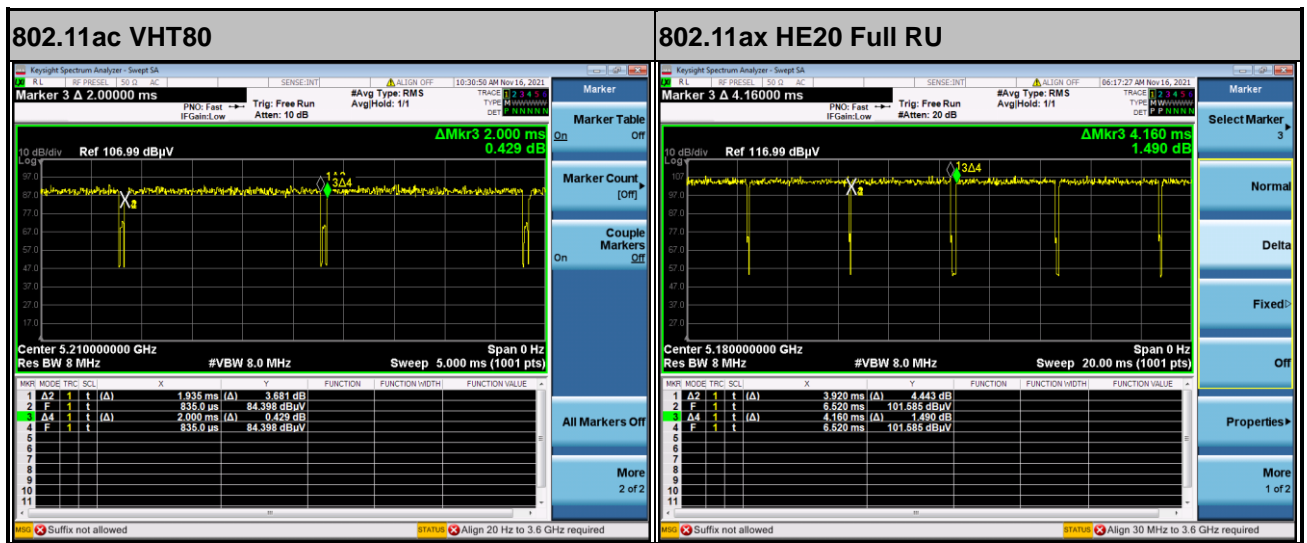 802.11ac VHT80
Keysight Spectrum Analyzer - Swept SA
RL RF PRESEL 50 Ω AC SENSE:INT ALIGN OFF 10:30:50 AM Nov 16, 2021
Marker 3 Δ 2.00000 ms
PNO: Fast
IFGain:Low
Trig: Free Run
Atten: 10 dB
#Avg Type: RMS
Avg|Hold: 1/1
TRACE 1 2 3 4 5 6
TYPE M WWWWW
DET P N N N N N
ΔMkr3 2.000 ms
0.429 dB
10 dB/div Ref 106.99 dBµV
Log
97.0
87.0
77.0
67.0
57.0
47.0
37.0
27.0
17.0
3Δ4
Center 5.210000000 GHz Span 0 Hz
Res BW 8 MHz #VBW 8.0 MHz Sweep 5.000 ms (1001 pts)
MKR MODE TRC SCL X Y FUNCTION FUNCTION WIDTH FUNCTION VALUE
1 Δ2 1 t (Δ) 1.935 ms (Δ) 3.681 dB
2 F 1 t 835.0 µs 84.398 dBµV
3 Δ4 1 t (Δ) 2.000 ms (Δ) 0.429 dB
4 F 1 t 835.0 µs 84.398 dBµV
5
6
7
8
9
10
11
MSG Suffix not allowed STATUS Align 20 Hz to 3.6 GHz required
Marker
Marker Table
On Off
Marker Count
[Off]
Couple
Markers
On Off
All Markers Off
More
2 of 2
802.11ax HE20 Full RU
Keysight Spectrum Analyzer - Swept SA
RL RF PRESEL 50 Ω AC SENSE:INT ALIGN OFF 06:17:27 AM Nov 16, 2021
Marker 3 Δ 4.16000 ms
PNO: Fast
IFGain:Low
Trig: Free Run
#Atten: 20 dB
#Avg Type: RMS
Avg|Hold: 1/1
TRACE 1 2 3 4 5 6
TYPE M WWWWW
DET P P N N N N
ΔMkr3 4.160 ms
1.490 dB
10 dB/div Ref 116.99 dBµV
Log
107
97.0
87.0
77.0
67.0
57.0
47.0
37.0
27.0
3Δ4
Center 5.180000000 GHz Span 0 Hz
Res BW 8 MHz #VBW 8.0 MHz Sweep 20.00 ms (1001 pts)
MKR MODE TRC SCL X Y FUNCTION FUNCTION WIDTH FUNCTION VALUE
1 Δ2 1 t (Δ) 3.920 ms (Δ) 4.443 dB
2 F 1 t 6.520 ms 101.585 dBµV
3 Δ4 1 t (Δ) 4.160 ms (Δ) 1.490 dB
4 F 1 t 6.520 ms 101.585 dBµV
5
6
7
8
9
10
11
MSG Suffix not allowed STATUS Align 30 MHz to 3.6 GHz required
Marker
Select Marker
3
Normal
Delta
Fixed
Off
Properties
More
1 of 2